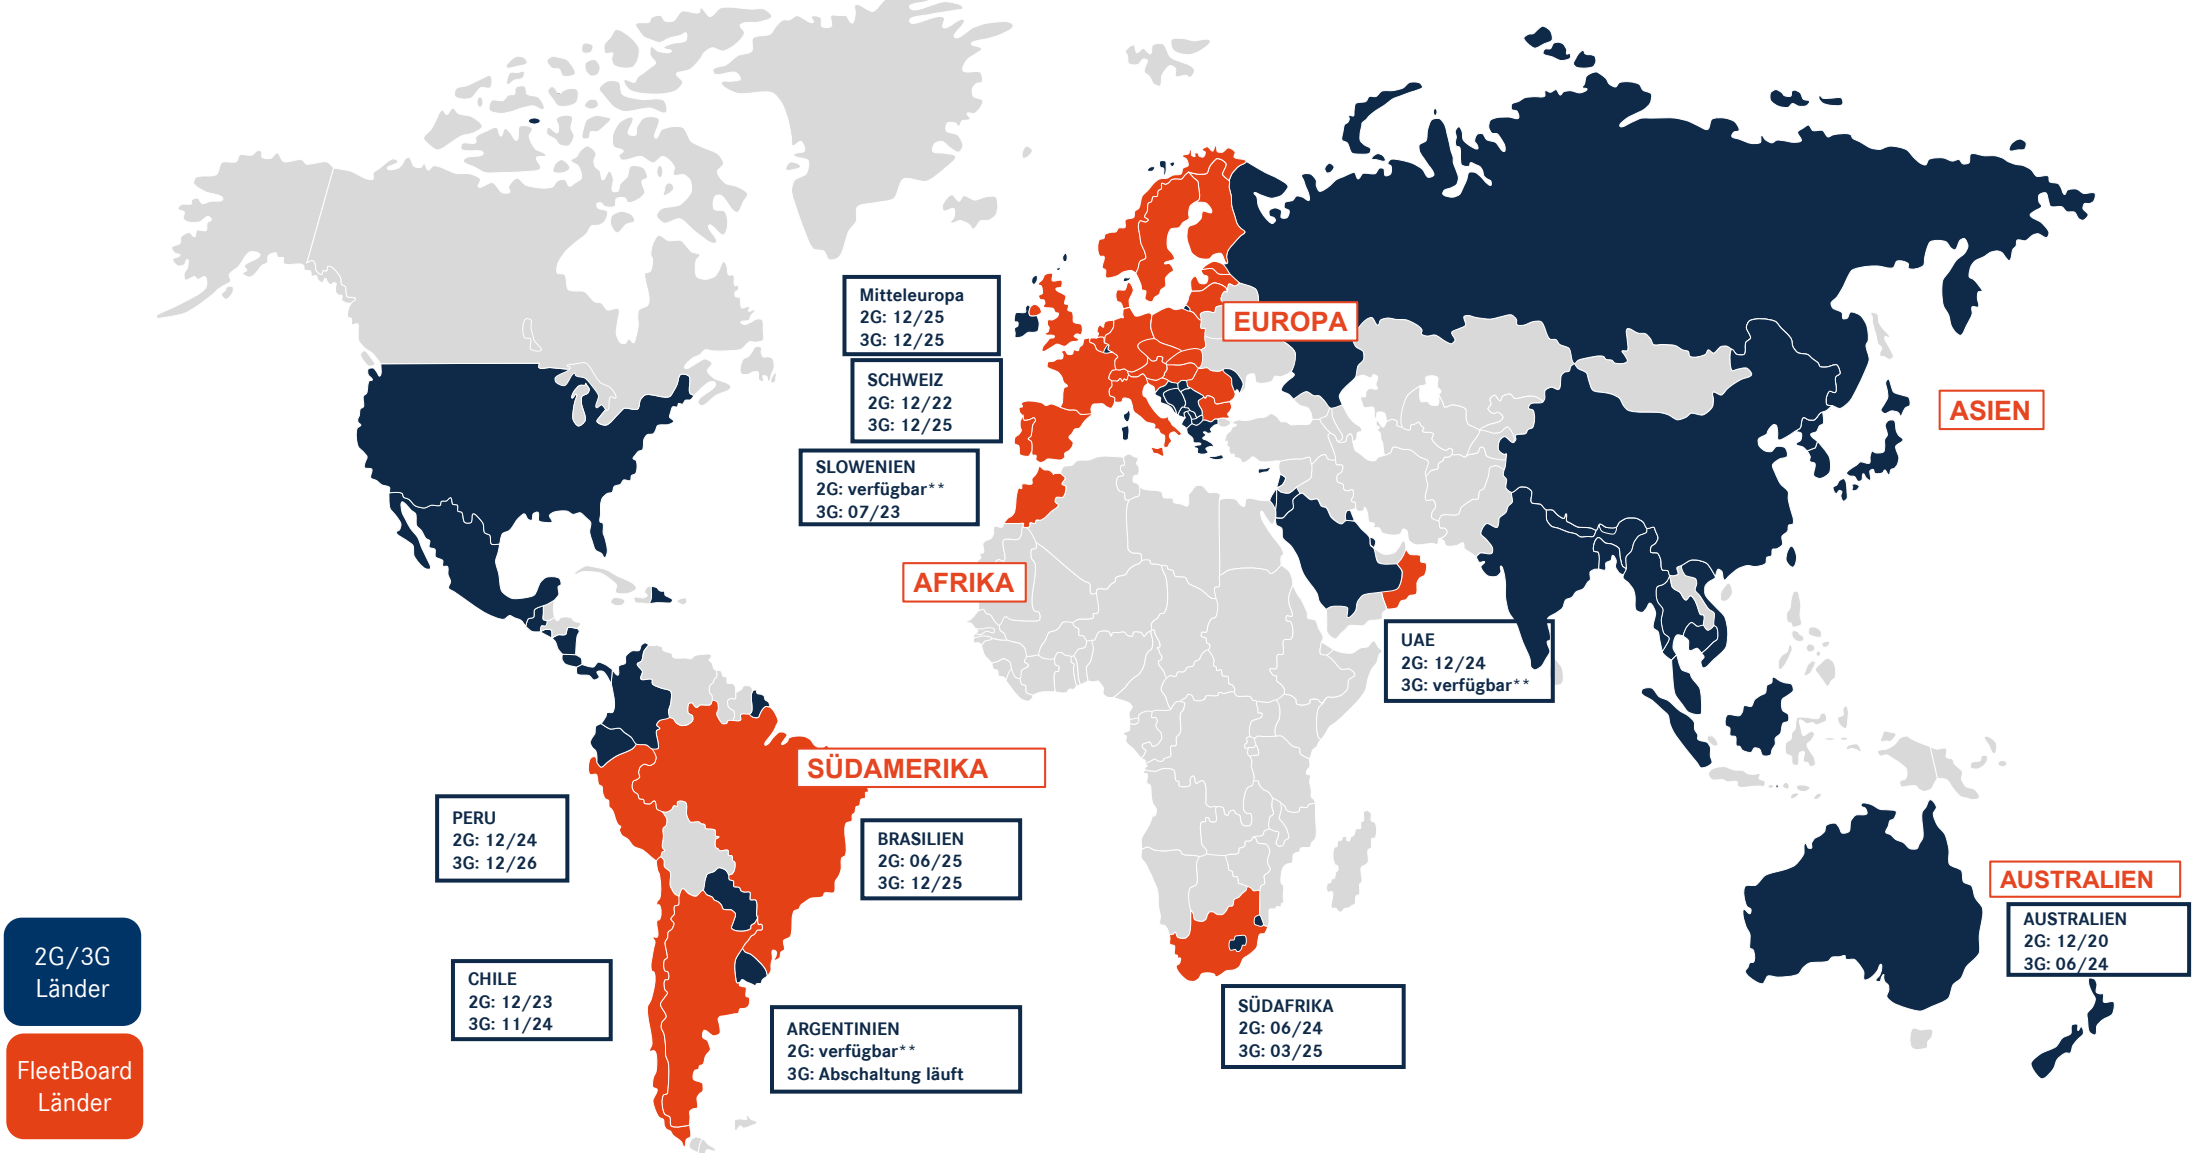 Mitteleuropa
2G: 12/25
3G: 12/25
SCHWEIZ
2G: 12/22
3G: 12/25
SLOWENIEN
2G: verfügbar**
3G: 07/23
EUROPA
ASIEN
AFRIKA
UAE
2G: 12/24
3G: verfügbar**
SÜDAMERIKA
PERU
2G: 12/24
3G: 12/26
BRASILIEN
2G: 06/25
3G: 12/25
AUSTRALIEN
AUSTRALIEN
2G: 12/20
3G: 06/24
CHILE
2G: 12/23
3G: 11/24
ARGENTINIEN
2G: verfügbar**
3G: Abschaltung läuft
SÜDAFRIKA
2G: 06/24
3G: 03/25
2G/3G
Länder
FleetBoard
Länder